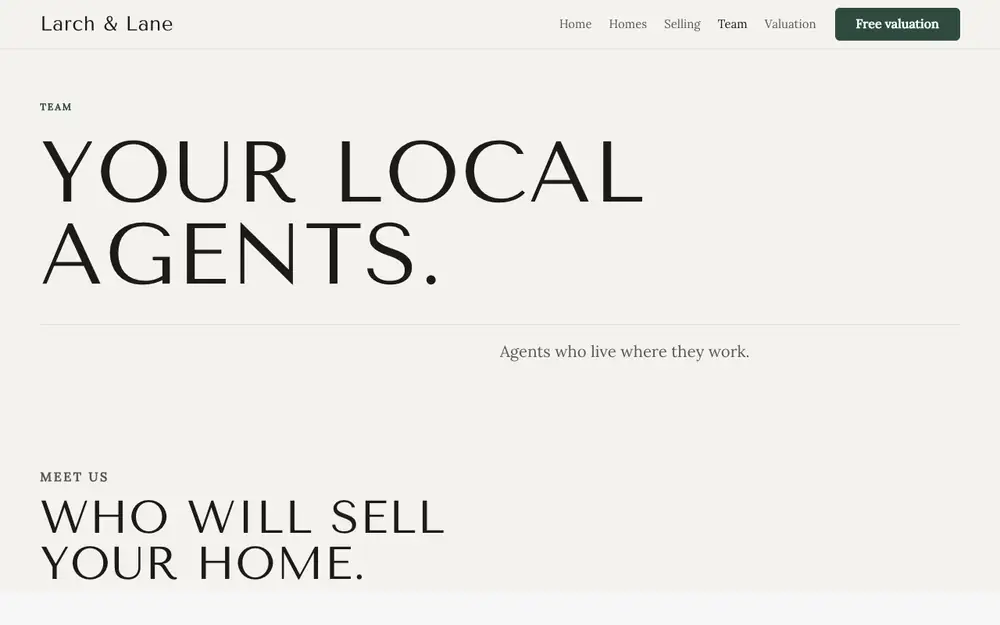 Larch & Lane
Home Homes Selling Team Valuation Free valuation
TEAM
YOUR LOCAL
AGENTS.
Agents who live where they work.
MEET US
WHO WILL SELL
YOUR HOME.